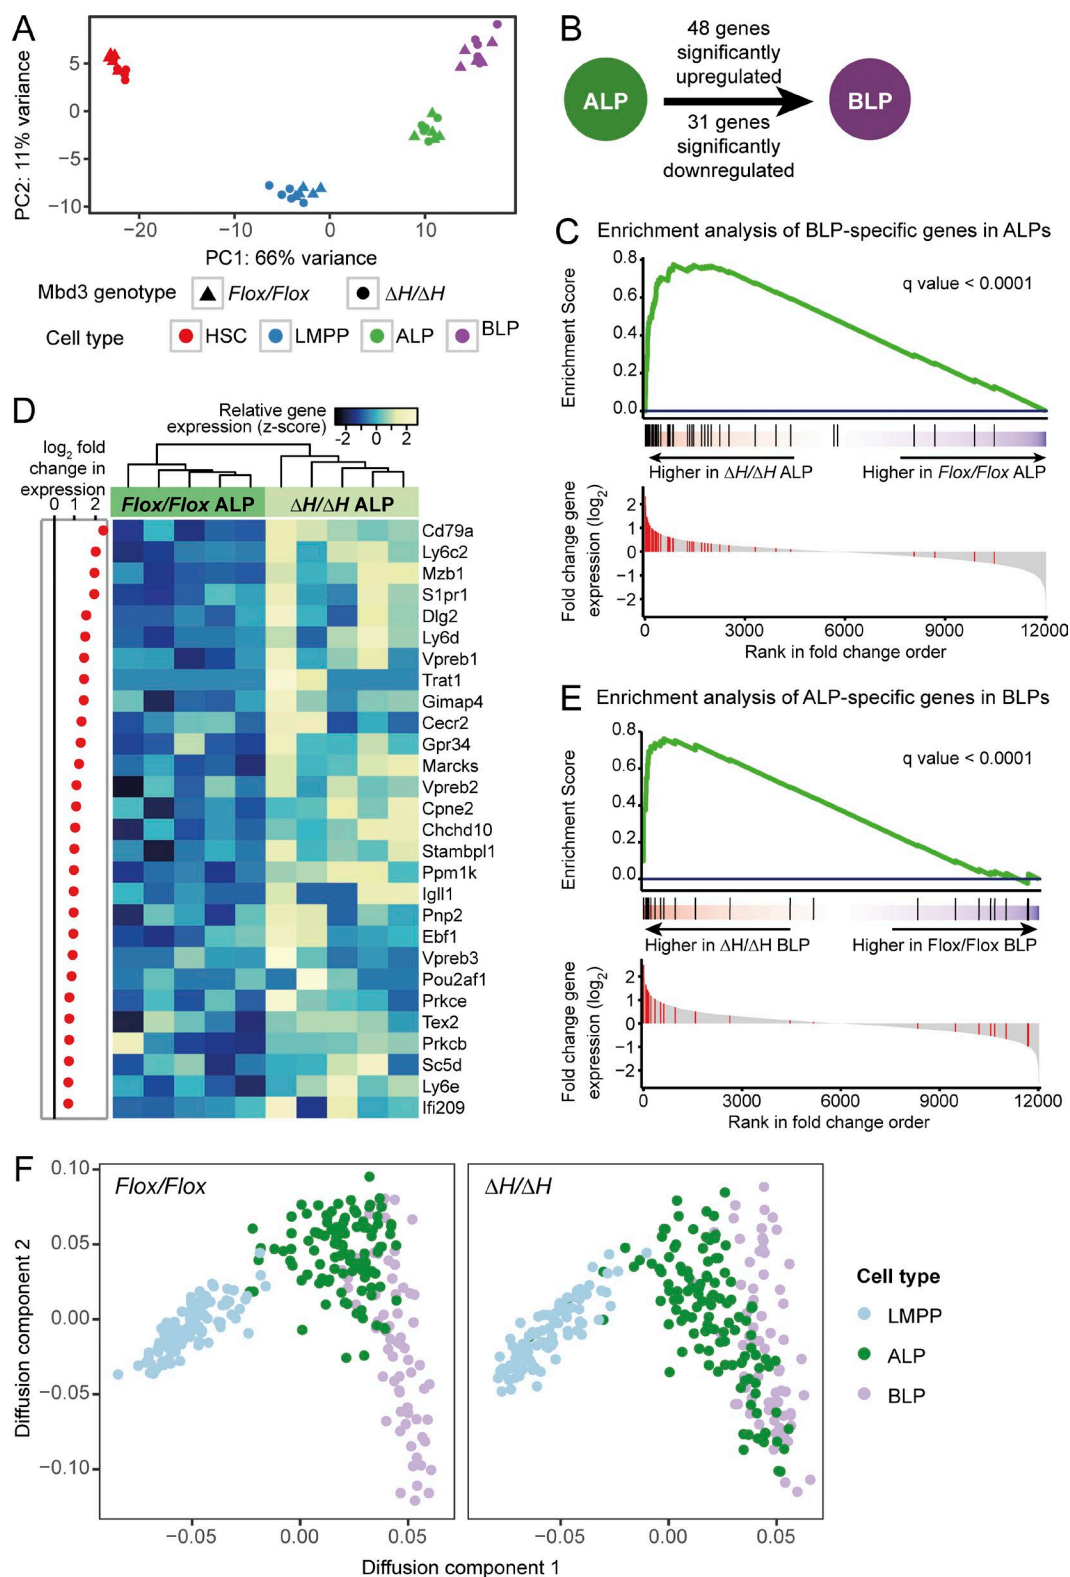 A
PC2: 11% variance
5
0
−5
−10
−20
−10
0
10
PC1: 66% variance
Mbd3 genotype
Flox/Flox
ΔH/ΔH
Cell type
HSC
LMPP
ALP
BLP
B
48 genes
significantly
upregulated
ALP
BLP
31 genes
significantly
downregulated
C
Enrichment analysis of BLP-specific genes in ALPs
q value < 0.0001
Enrichment Score
0.8
0.6
0.4
0.2
0.0
Higher in ΔH/ΔH ALP
Higher in Flox/Flox ALP
Fold change gene
expression (log2)
2
1
0
−1
−2
0
3000
6000
9000
12000
Rank in fold change order
D
Relative gene
expression (z-score)
-2
0
2
log2 fold
change in
expression
0 1 2
Flox/Flox ALP
ΔH/ΔH ALP
Cd79a
Ly6c2
Mzb1
S1pr1
Dlg2
Ly6d
Vpreb1
Trat1
Gimap4
Cecr2
Gpr34
Marcks
Vpreb2
Cpne2
Chchd10
Stambpl1
Ppm1k
Igll1
Pnp2
Ebf1
Vpreb3
Pou2af1
Prkce
Tex2
Prkcb
Sc5d
Ly6e
Ifi209
E
Enrichment analysis of ALP-specific genes in BLPs
q value < 0.0001
Enrichment Score
0.8
0.6
0.4
0.2
0.0
Higher in ΔH/ΔH BLP
Higher in Flox/Flox BLP
Fold change gene
expression (log2)
2
1
0
−1
−2
0
3000
6000
9000
12000
Rank in fold change order
F
Flox/Flox
ΔH/ΔH
Diffusion component 2
0.10
0.05
0.00
−0.05
−0.10
−0.05
0.00
0.05
−0.05
0.00
0.05
Diffusion component 1
Cell type
LMPP
ALP
BLP